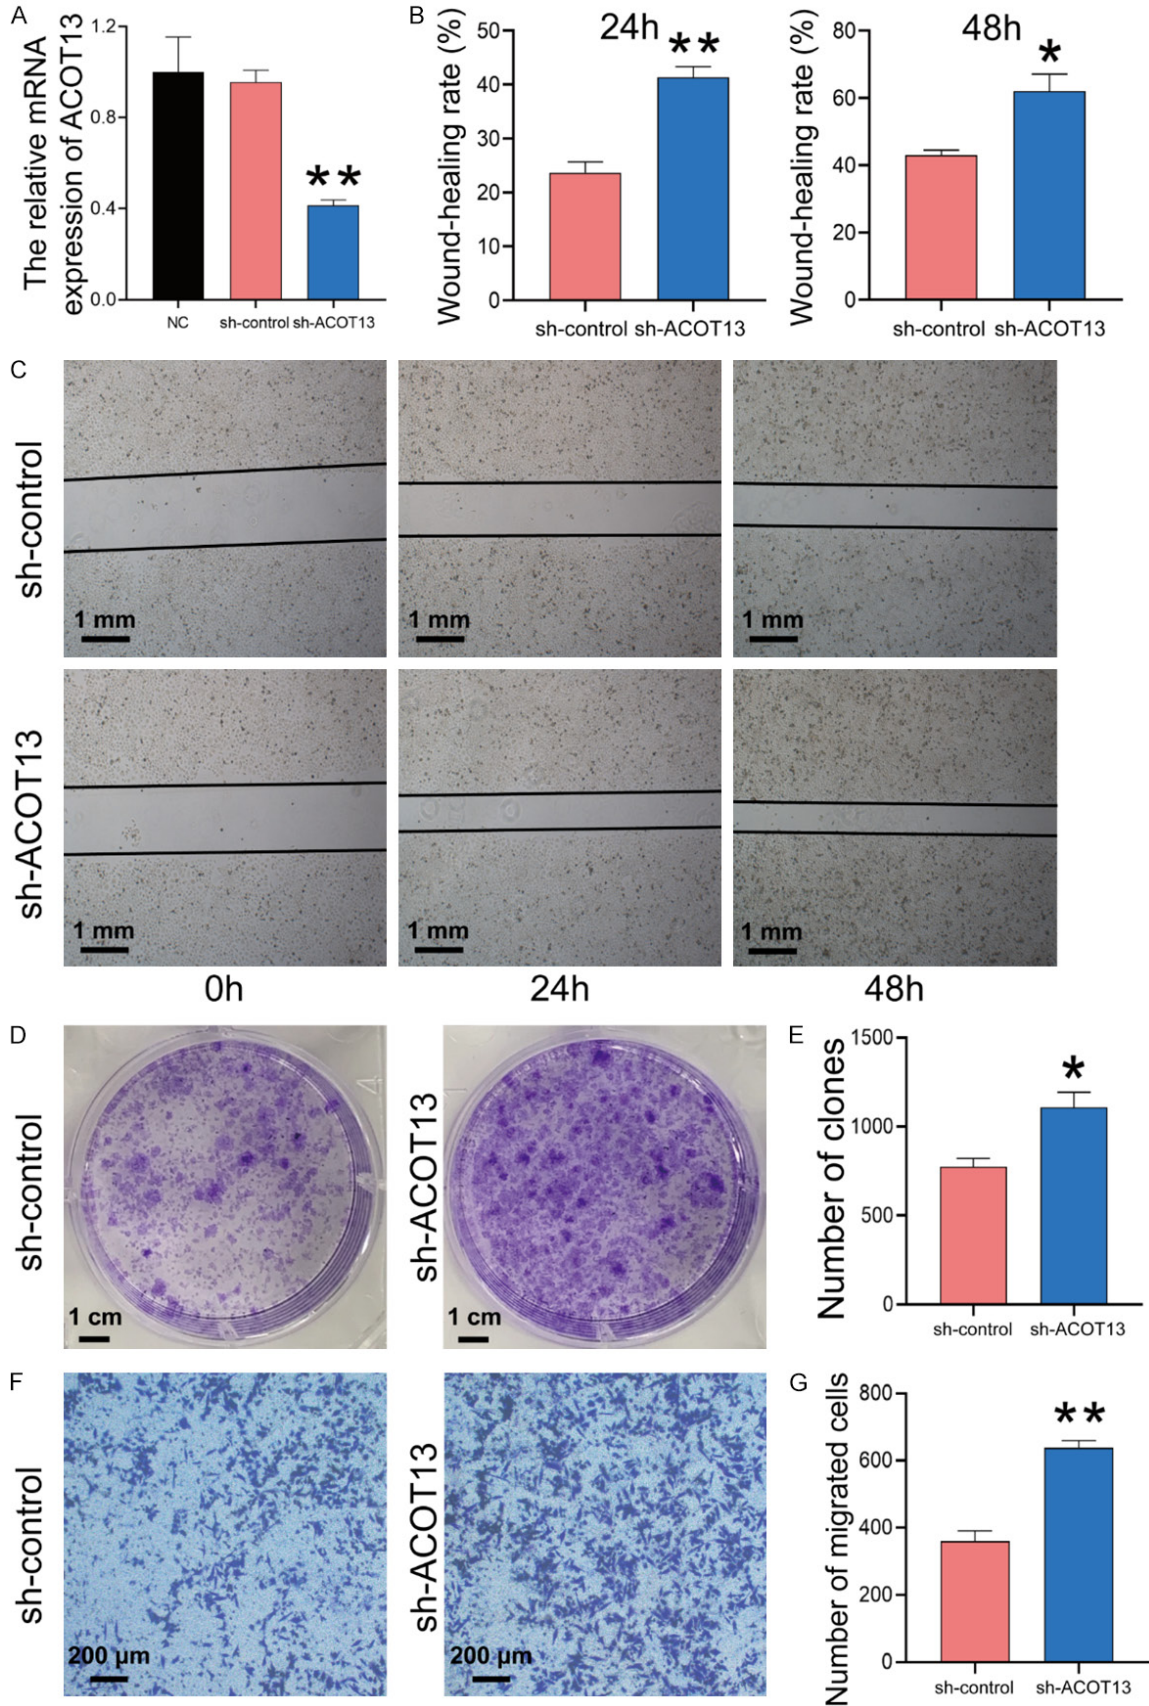 A
The relative mRNA
expression of ACOT13
1.2
0.8
0.4
0.0
**
NC
sh-control
sh-ACOT13
B
Wound-healing rate (%)
24h
50
40
30
20
10
0
**
sh-control
sh-ACOT13
Wound-healing rate (%)
48h
80
60
40
20
0
*
sh-control
sh-ACOT13
C
sh-control
1 mm
1 mm
1 mm
sh-ACOT13
1 mm
1 mm
1 mm
0h
24h
48h
D
sh-control
1 cm
sh-ACOT13
1 cm
E
Number of clones
1500
1000
500
0
*
sh-control
sh-ACOT13
F
sh-control
200 µm
sh-ACOT13
200 µm
G
Number of migrated cells
800
600
400
200
0
**
sh-control
sh-ACOT13